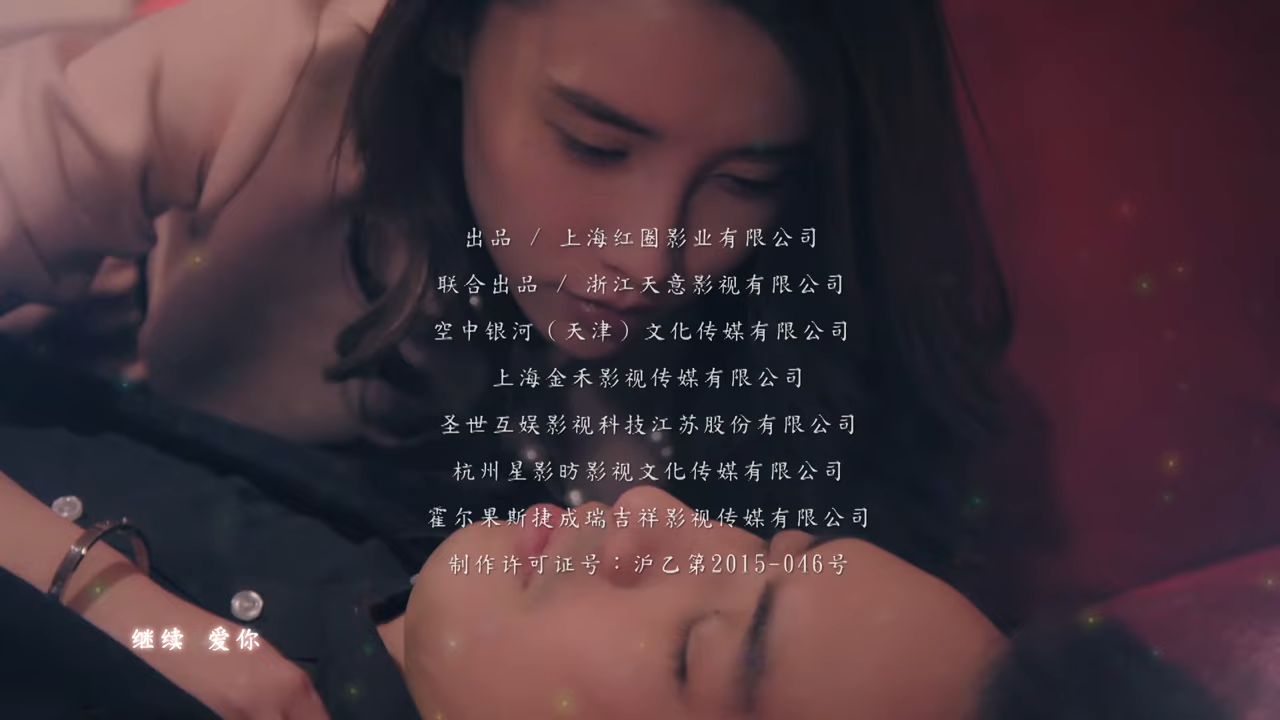 出品 / 上海红圈影业有限公司
联合出品 / 浙江天意影视有限公司
空中银河（天津）文化传媒有限公司
上海金禾影视传媒有限公司
圣世互娱影视科技江苏股份有限公司
杭州星影昉影视文化传媒有限公司
霍尔果斯捷成瑞吉祥影视传媒有限公司
制作许可证号：沪乙第2015-046号
继续 爱你